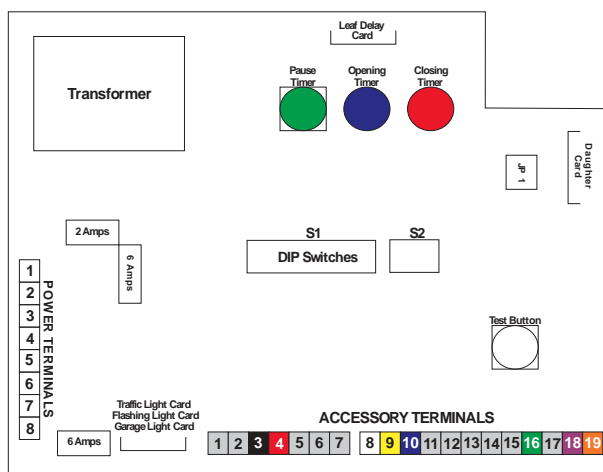 Leaf Delay
Card
Transformer
Pause
Timer
Opening
Timer
Closing
Timer
JP 1
Daughter
Card
2 Amps
6 Amps
S1
S2
DIP Switches
1
2
3
4
5
6
7
8
POWER TERMINALS
Test Button
Traffic Light Card
Flashing Light Card
Garage Light Card
6 Amps
ACCESSORY TERMINALS
1 2 3 4 5 6 7 8 9 10 11 12 13 14 15 16 17 18 19